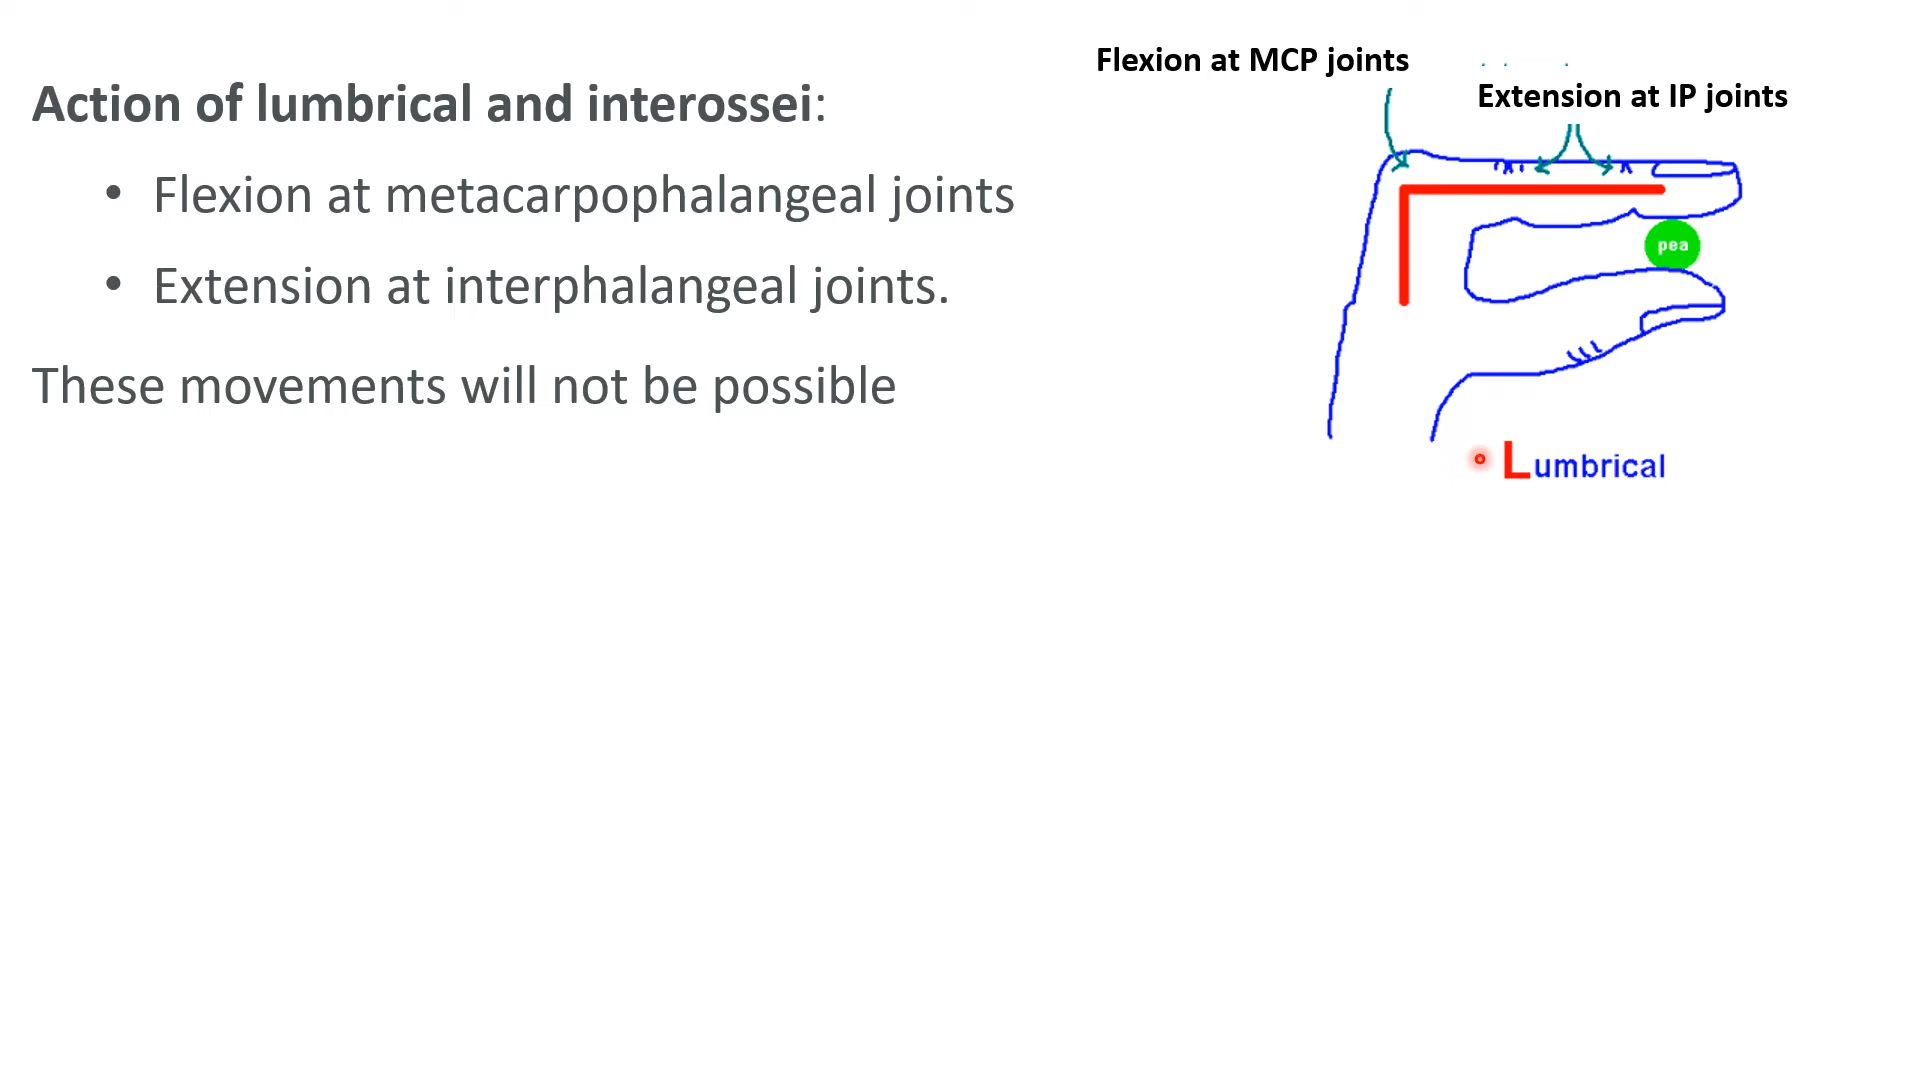 Action of lumbrical and interossei:
• Flexion at metacarpophalangeal joints
• Extension at interphalangeal joints.
These movements will not be possible
Flexion at MCP joints
Extension at IP joints
pea
Lumbrical